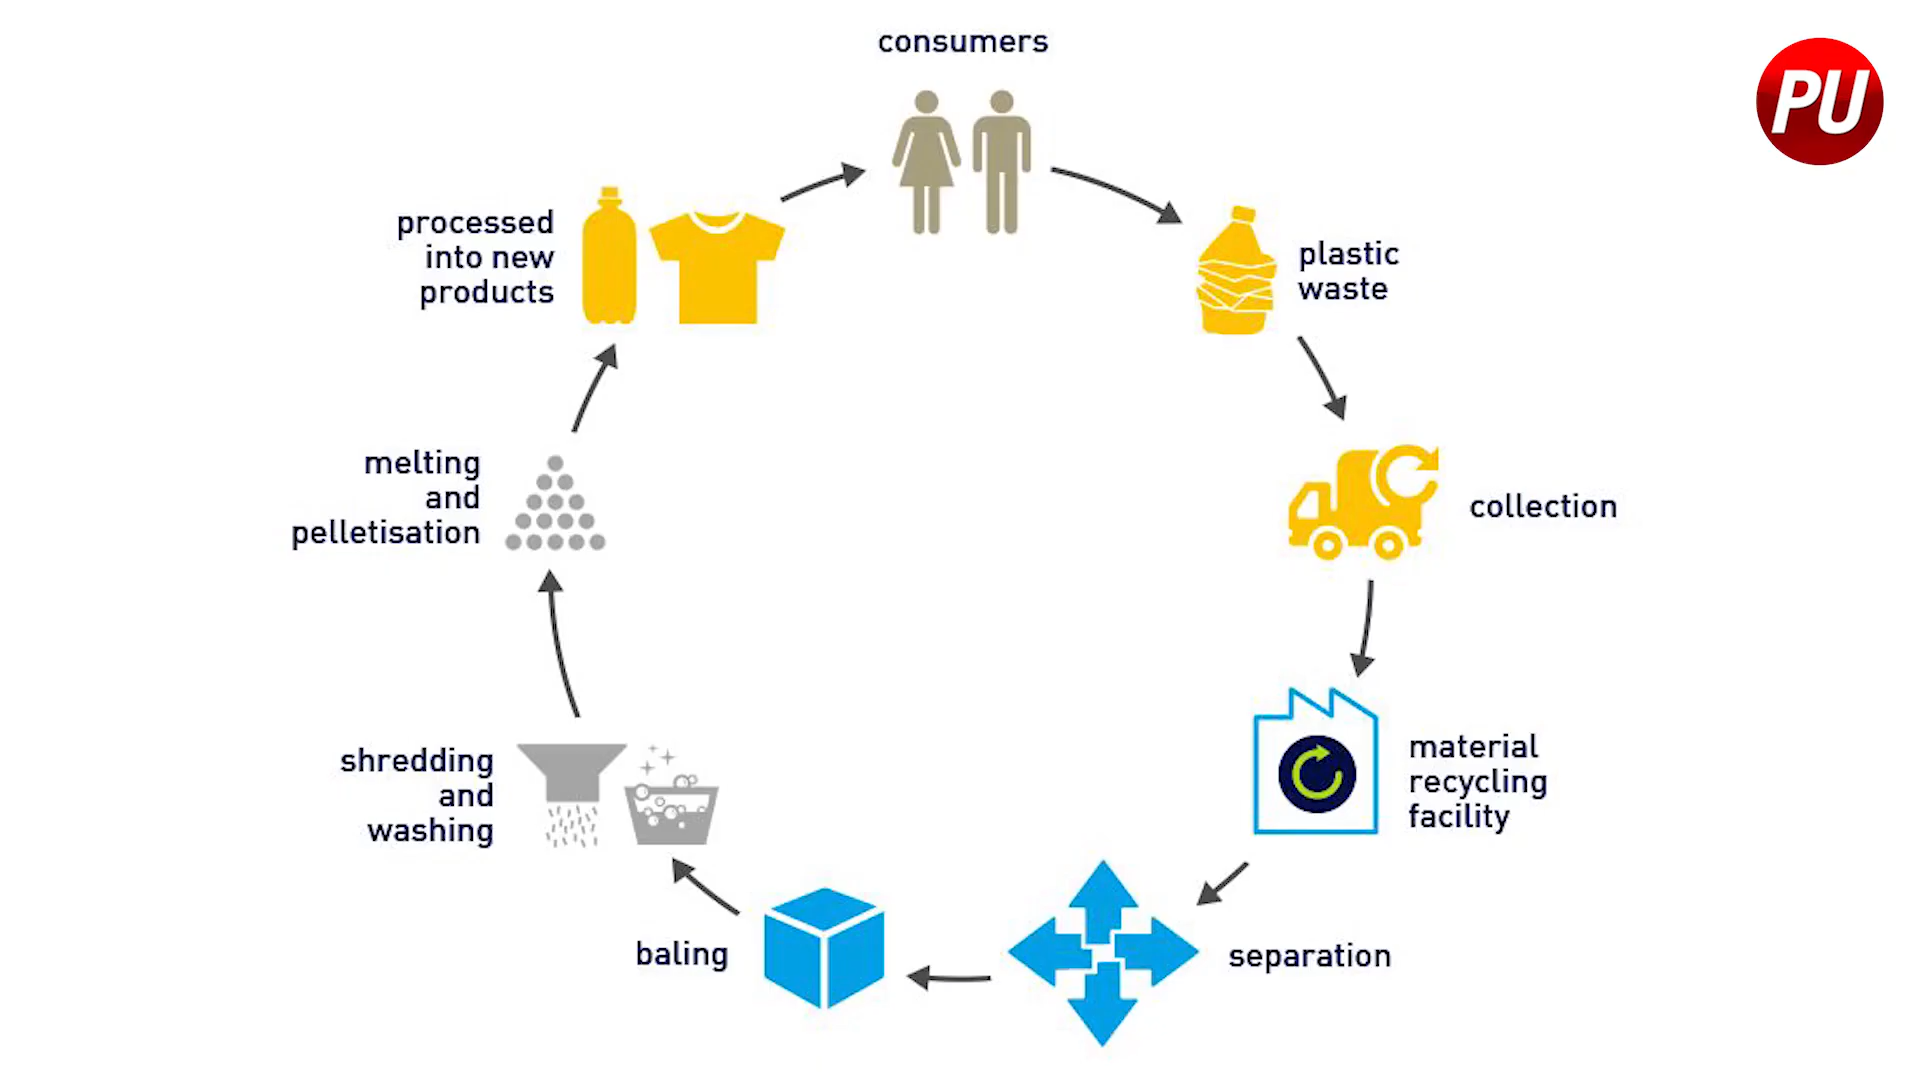 consumers
PU
plastic
waste
collection
material
recycling
facility
separation
baling
shredding
and
washing
melting
and
pelletisation
processed
into new
products